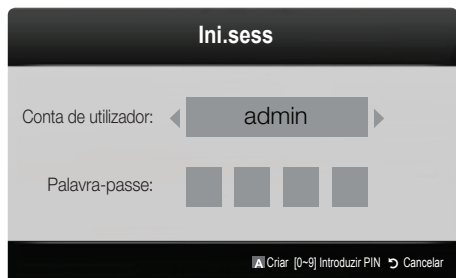 Ini.sess
Conta de utilizador: admin
Palavra-passe:
A Criar [0~9] Introduzir PIN Cancelar